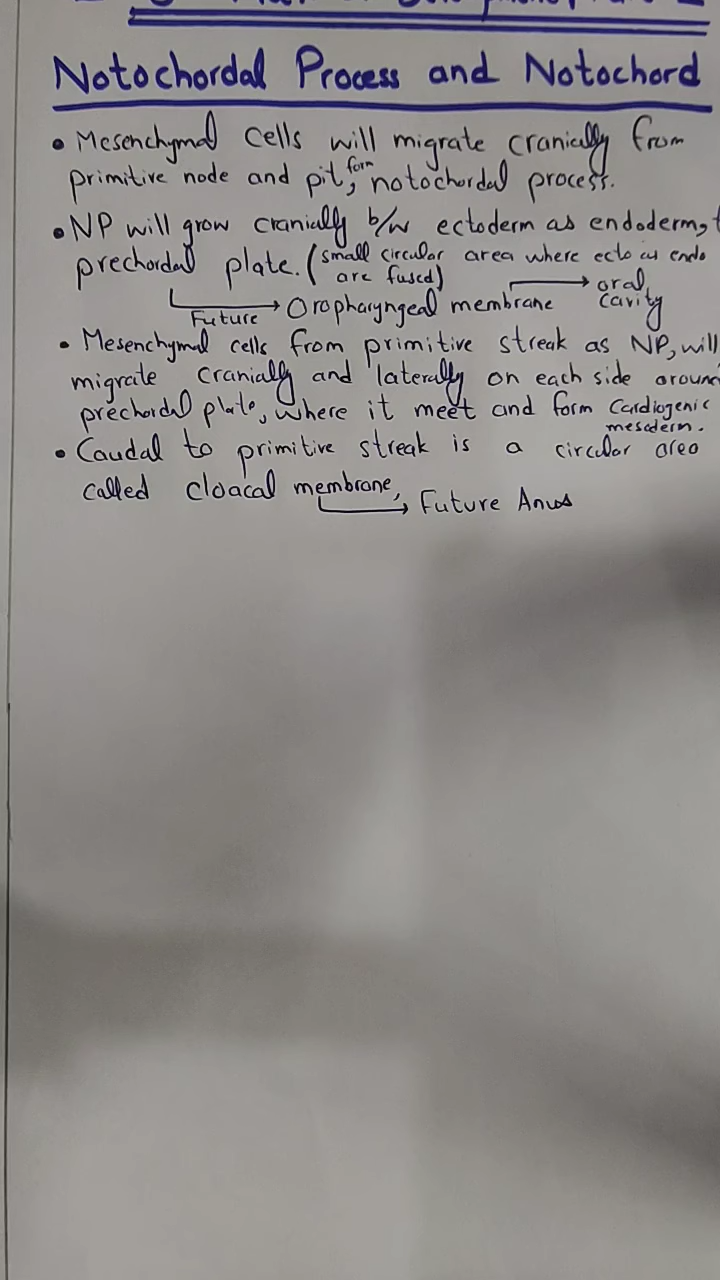 Notochordal Process and Notochord
• Mesenchymal cells will migrate cranially from
primitive node and pit, form notochordal process.
• NP will grow cranially b/w ectoderm as endoderm,
prechordal plate. (small circular area where ecto as endo
are fused)
Future → Oropharyngeal membrane → oral cavity
• Mesenchymal cells from primitive streak as NP, will
migrate cranially and laterally on each side around
prechordal plate, where it meet and form Cardiogenic
mesoderm.
• Caudal to primitive streak is a circular area
called cloacal membrane,
→ Future Anus